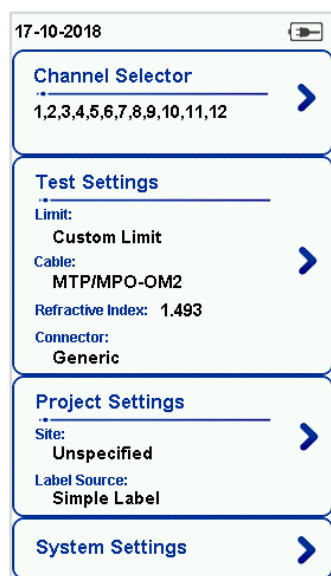 17-10-2018
Channel Selector
1,2,3,4,5,6,7,8,9,10,11,12
Test Settings
Limit:
Custom Limit
Cable:
MTP/MPO-OM2
Refractive Index: 1.493
Connector:
Generic
Project Settings
Site:
Unspecified
Label Source:
Simple Label
System Settings